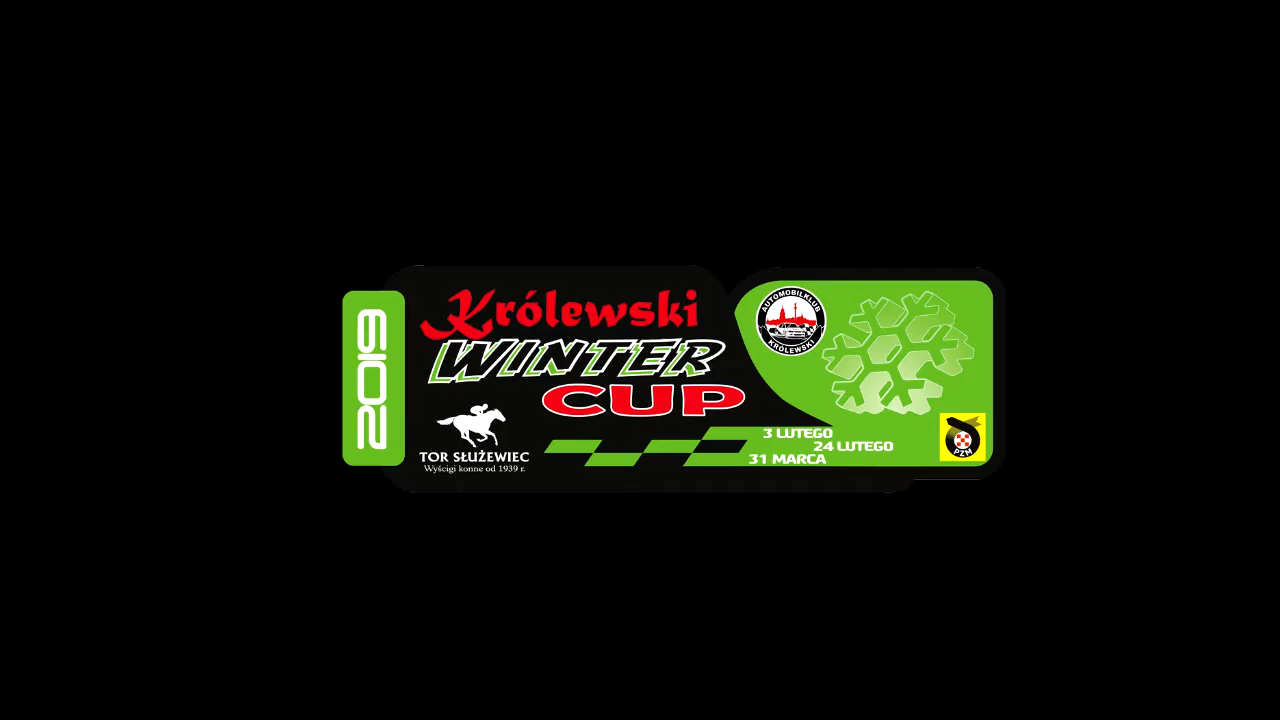 2019
Królewski
WINTER
CUP
TOR SŁUŻEWIEC
Wyścigi konne od 1939 r.
AUTOMOBILKLUB
KRÓLEWSKI
3 LUTEGO
24 LUTEGO
31 MARCA
PZM